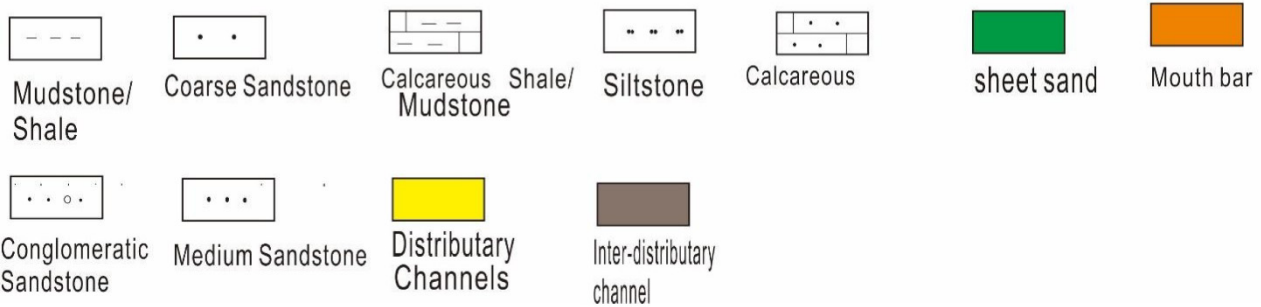 Mudstone/
Shale
Coarse Sandstone
Calcareous Shale/
Mudstone
Siltstone
Calcareous
sheet sand
Mouth bar
Conglomeratic
Sandstone
Medium Sandstone
Distributary
Channels
Inter-distributary
channel